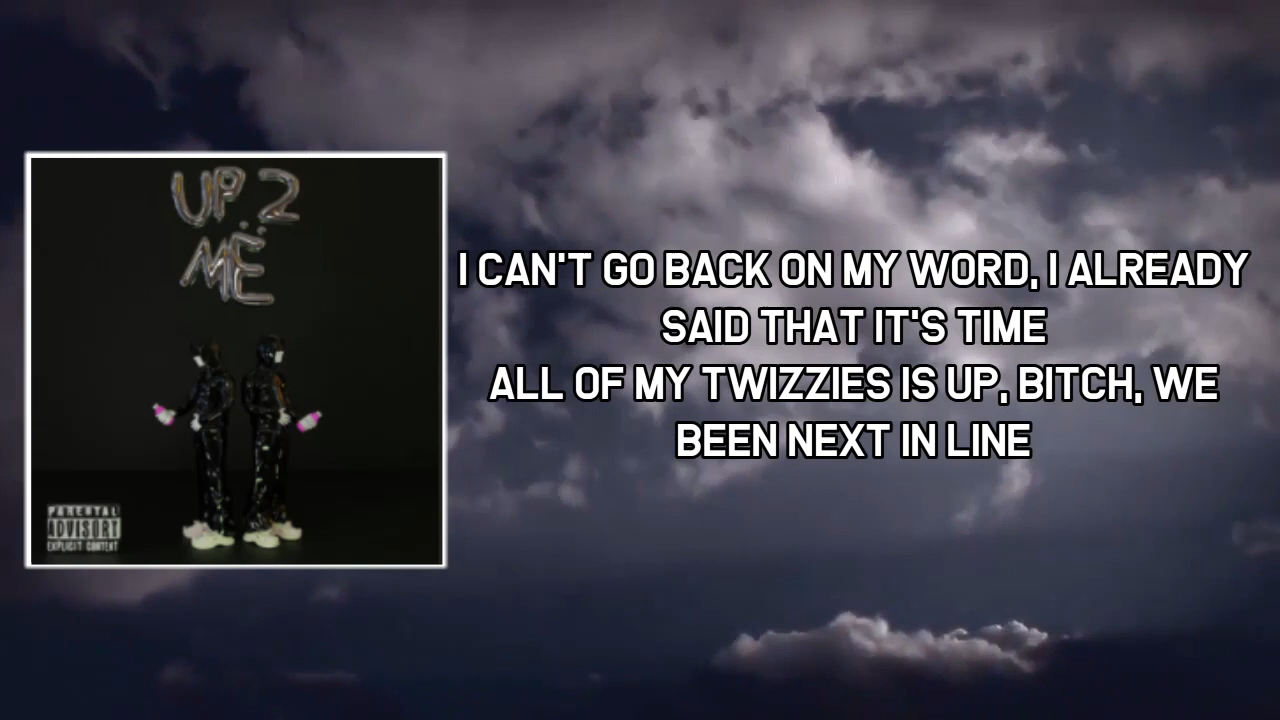 UP 2
MË
PARENTAL
ADVISORY
EXPLICIT CONTENT
I CAN'T GO BACK ON MY WORD, I ALREADY
SAID THAT IT'S TIME
ALL OF MY TWIZZIES IS UP, BITCH, WE
BEEN NEXT IN LINE